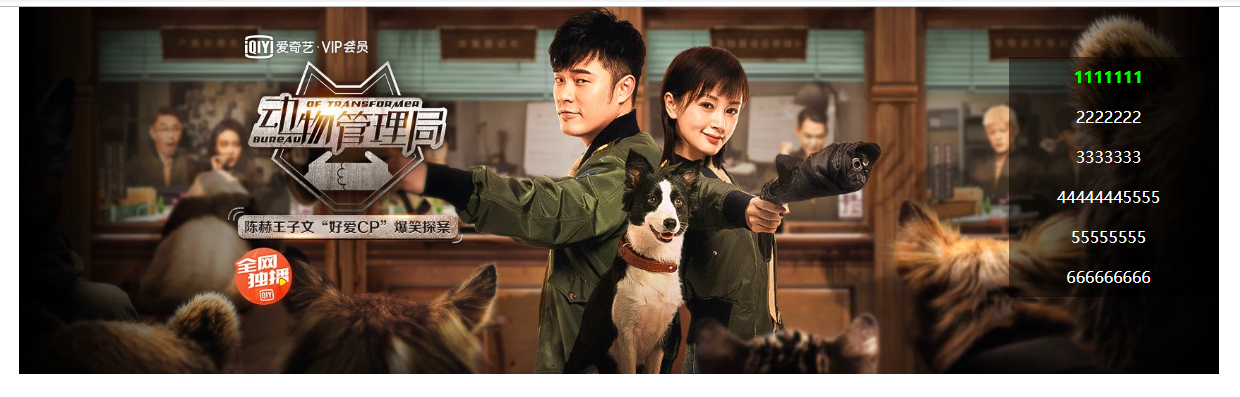 iQIYI 爱奇艺·VIP会员
OF TRANSFORMER
动物管理局
BUREAU
陈赫王子文“好爱CP”爆笑探案
全网
独播
iQIYI
1111111
2222222
3333333
44444445555
55555555
666666666